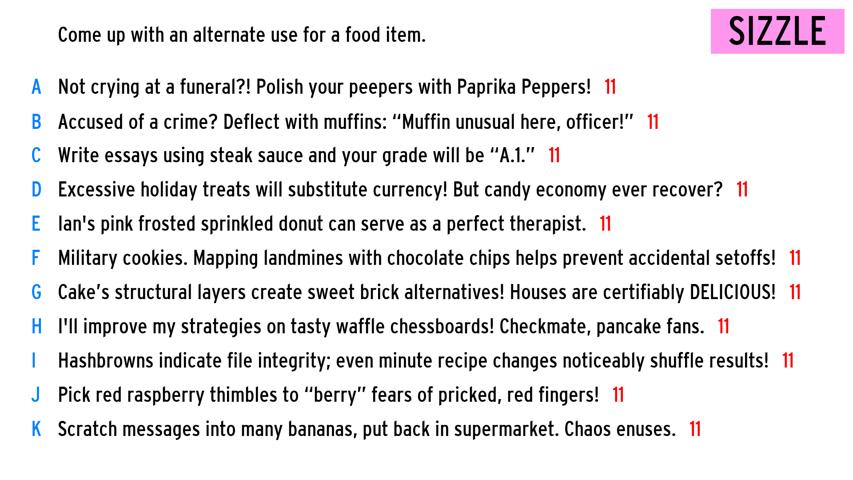 Come up with an alternate use for a food item.
SIZZLE
A Not crying at a funeral?! Polish your peepers with Paprika Peppers! 11
B Accused of a crime? Deflect with muffins: “Muffin unusual here, officer!” 11
C Write essays using steak sauce and your grade will be “A.1.” 11
D Excessive holiday treats will substitute currency! But candy economy ever recover? 11
E Ian's pink frosted sprinkled donut can serve as a perfect therapist. 11
F Military cookies. Mapping landmines with chocolate chips helps prevent accidental setoffs! 11
G Cake’s structural layers create sweet brick alternatives! Houses are certifiably DELICIOUS! 11
H I'll improve my strategies on tasty waffle chessboards! Checkmate, pancake fans. 11
I Hashbrowns indicate file integrity; even minute recipe changes noticeably shuffle results! 11
J Pick red raspberry thimbles to “berry” fears of pricked, red fingers! 11
K Scratch messages into many bananas, put back in supermarket. Chaos enuses. 11